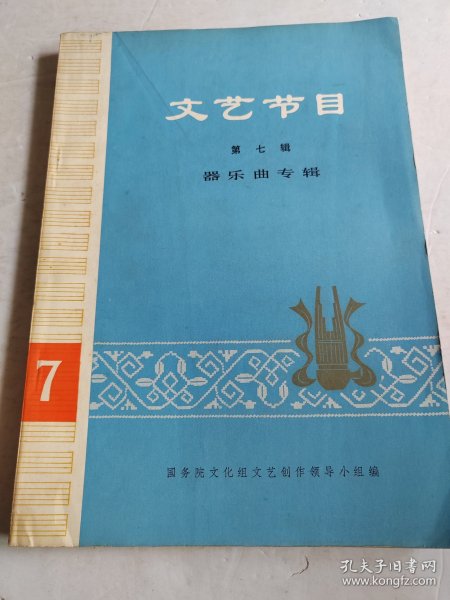 文艺节目
第七辑
器乐曲专辑
7
国务院文化组文艺创作领导小组编
孔夫子旧书网
www.kongfz.com